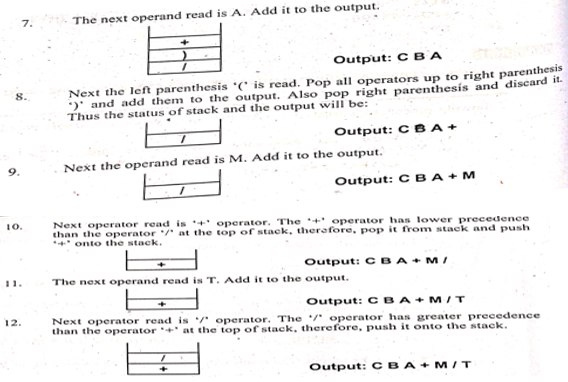 7. The next operand read is A. Add it to the output.
+
)
/
Output: C B A
8. Next the left parenthesis '(' is read. Pop all operators up to right parenthesis
')' and add them to the output. Also pop right parenthesis and discard it.
Thus the status of stack and the output will be:
/
Output: C B A +
9. Next the operand read is M. Add it to the output.
/
Output: C B A + M
10. Next operator read is '+' operator. The '+' operator has lower precedence
than the operator '/' at the top of stack, therefore, pop it from stack and push
'+' onto the stack.
+
Output: C B A + M /
11. The next operand read is T. Add it to the output.
+
Output: C B A + M / T
12. Next operator read is '/' operator. The '/' operator has greater precedence
than the operator '+' at the top of stack, therefore, push it onto the stack.
/
+
Output: C B A + M / T